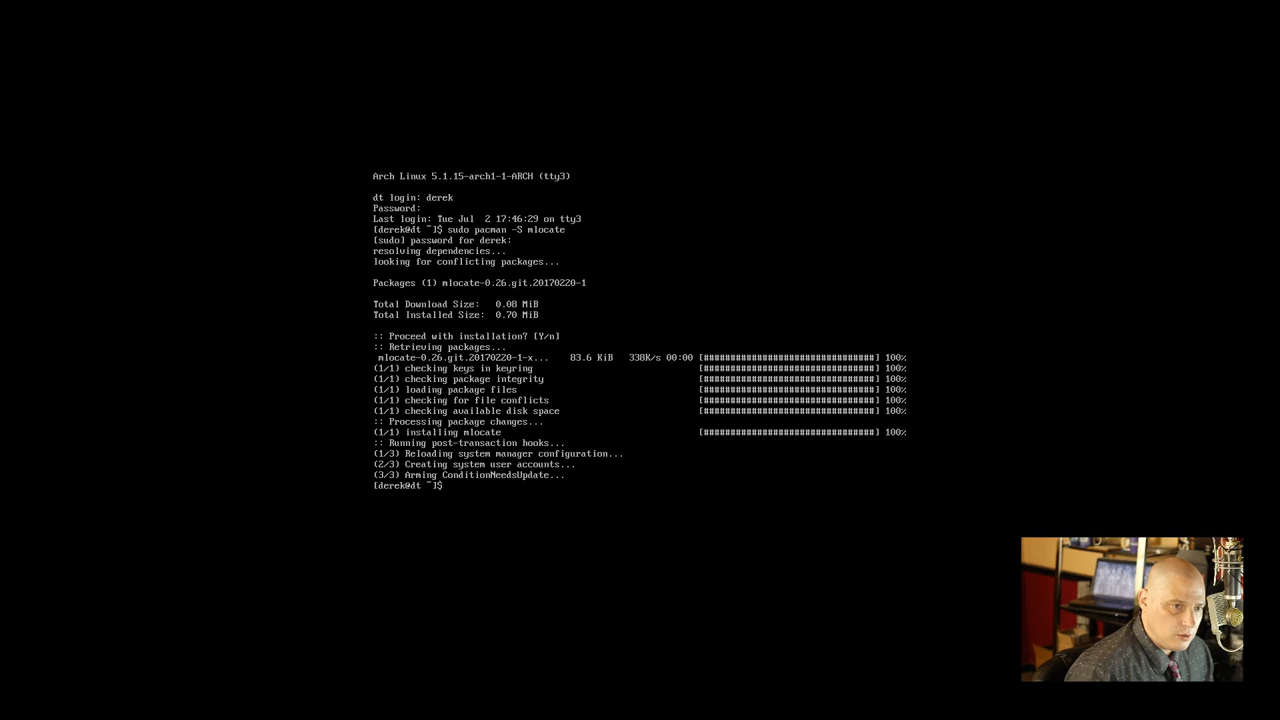 Arch Linux 5.1.15-arch1-1-ARCH (tty3)
dt login: derek
Password:
Last login: Tue Jul  2 17:46:29 on tty3
[derek@dt ~]$ sudo pacman -S mlocate
[sudo] password for derek:
resolving dependencies...
looking for conflicting packages...
Packages (1) mlocate-0.26.git.20170220-1
Total Download Size:   0.08 MiB
Total Installed Size:  0.70 MiB
:: Proceed with installation? [Y/n]
:: Retrieving packages...
mlocate-0.26.git.20170220-1-x...    83.6 KiB   338K/s 00:00 [################################] 100%
(1/1) checking keys in keyring                               [################################] 100%
(1/1) checking package integrity                             [################################] 100%
(1/1) loading package files                                  [################################] 100%
(1/1) checking for file conflicts                            [################################] 100%
(1/1) checking available disk space                          [################################] 100%
:: Processing package changes...
(1/1) installing mlocate                                     [################################] 100%
:: Running post-transaction hooks...
(1/3) Reloading system manager configuration...
(2/3) Creating system user accounts...
(3/3) Arming ConditionNeedsUpdate...
[derek@dt ~]$